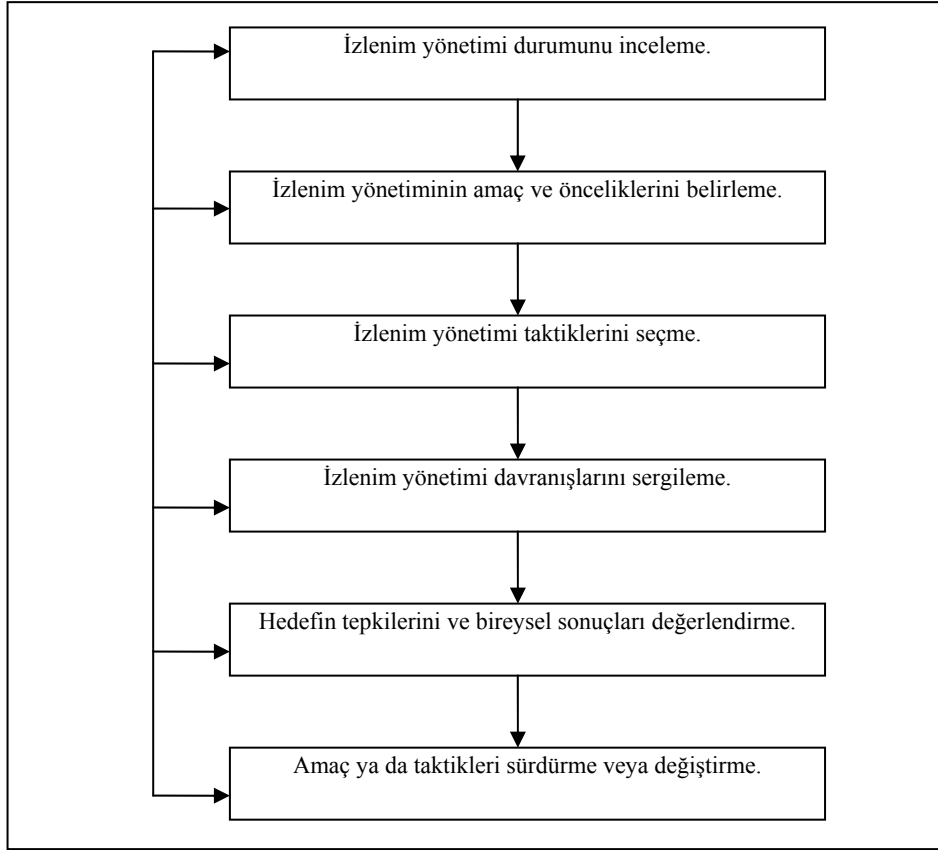 İzlenim yönetimi durumunu inceleme.
İzlenim yönetiminin amaç ve önceliklerini belirleme.
İzlenim yönetimi taktiklerini seçme.
İzlenim yönetimi davranışlarını sergileme.
Hedefin tepkilerini ve bireysel sonuçları değerlendirme.
Amaç ya da taktikleri sürdürme veya değiştirme.